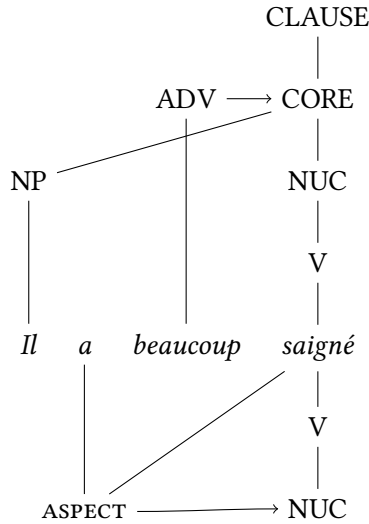 CLAUSE
ADV CORE
NP NUC
V
Il a beaucoup saigné
V
ASPECT NUC